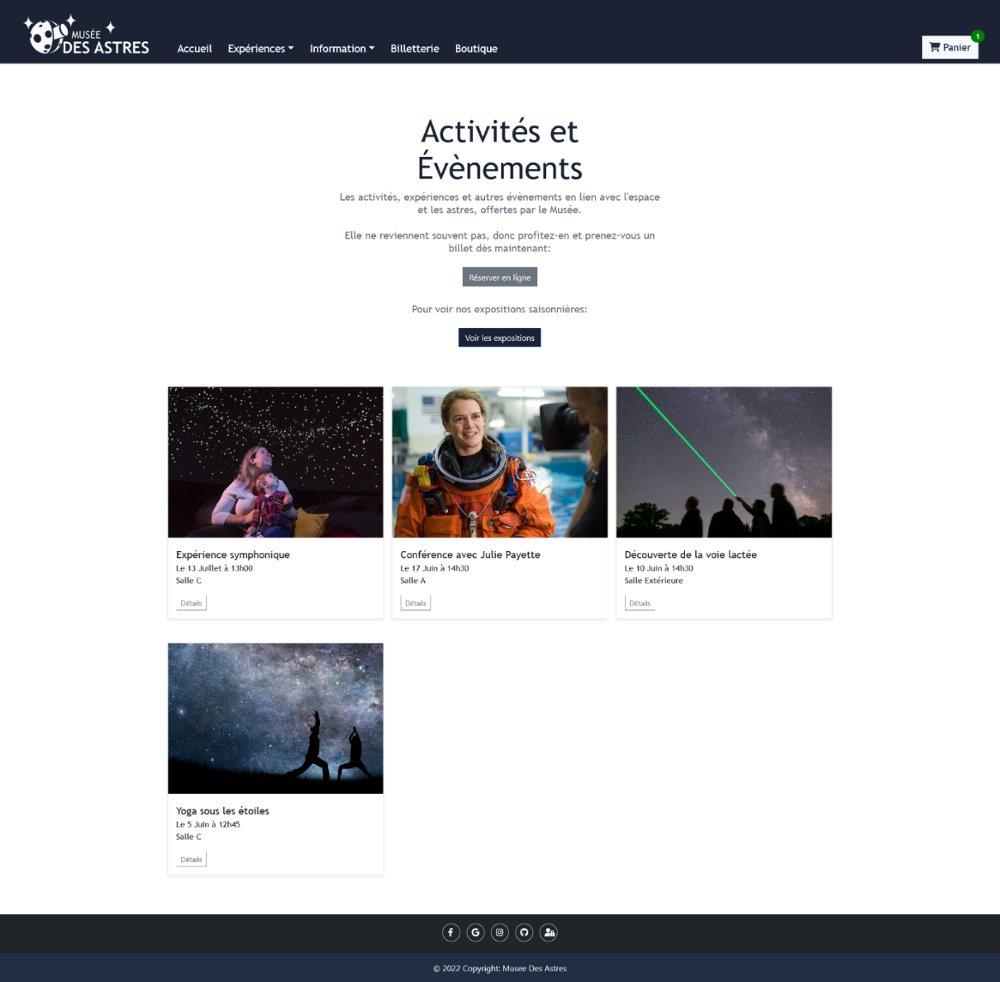 MUSÉE
DES ASTRES
Accueil Expériences Information Billetterie Boutique
Panier
1
Activités et
Évènements
Les activités, expériences et autres évènements en lien avec l'espace
et les astres, offertes par le Musée.
Elle ne reviennent souvent pas, donc profitez-en et prenez-vous un
billet dès maintenant:
Réserver en ligne
Pour voir nos expositions saisonnières:
Voir les expositions
Expérience symphonique
Le 13 Juillet à 13h00
Salle C
Détails
Conférence avec Julie Payette
Le 17 Juin à 14h30
Salle A
Détails
Découverte de la voie lactée
Le 10 Juin à 14h30
Salle Extérieure
Détails
Yoga sous les étoiles
Le 5 Juin à 12h45
Salle C
Détails
© 2022 Copyright: Musee Des Astres